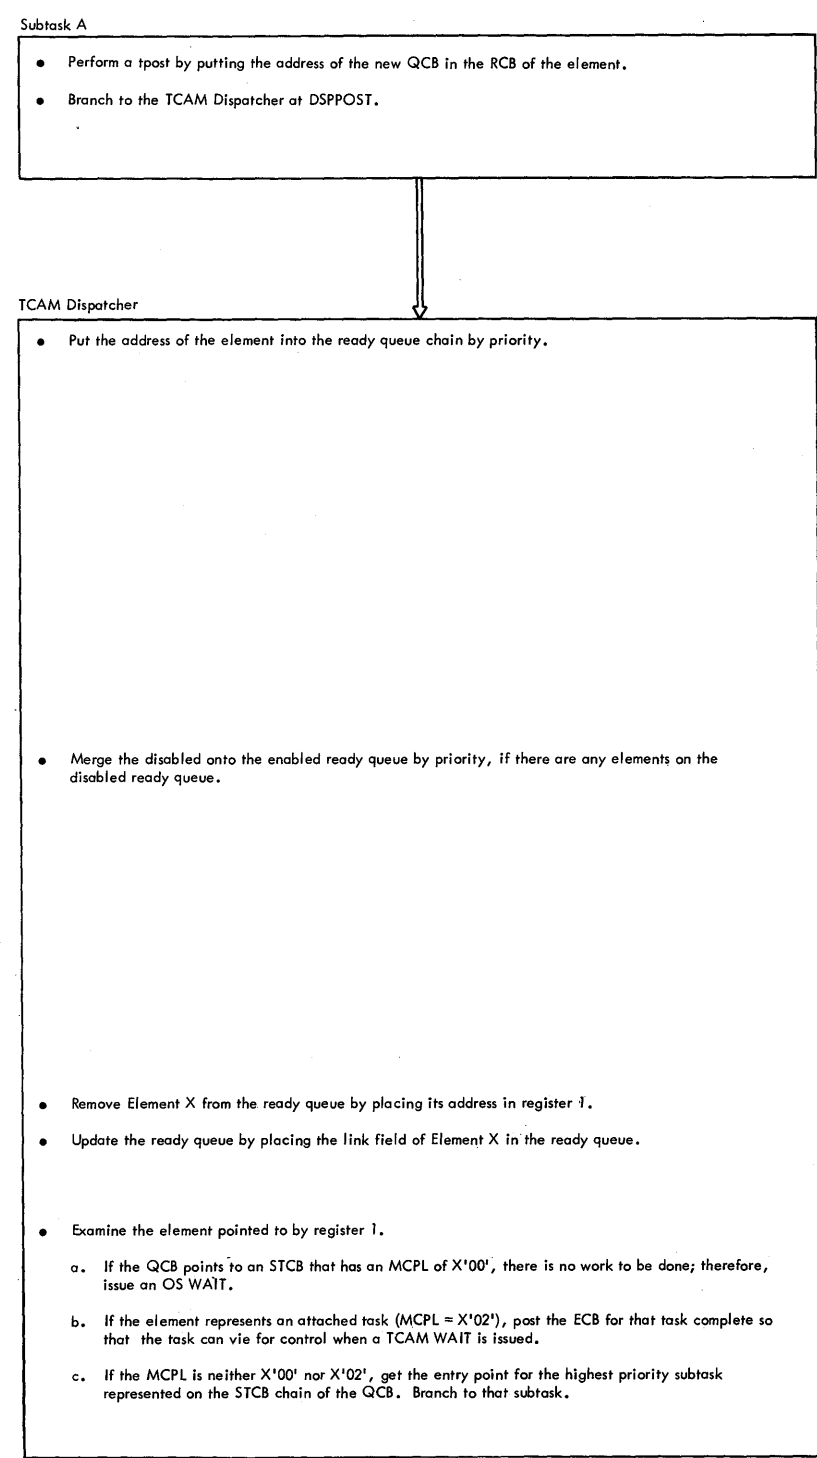 Subtask A
• Perform a tpost by putting the address of the new QCB in the RCB of the element.
• Branch to the TCAM Dispatcher at DSPPOST.
TCAM Dispatcher
• Put the address of the element into the ready queue chain by priority.
• Merge the disabled onto the enabled ready queue by priority, if there are any elements on the
disabled ready queue.
• Remove Element X from the ready queue by placing its address in register 1.
• Update the ready queue by placing the link field of Element X in the ready queue.
• Examine the element pointed to by register 1.
a. If the QCB points to an STCB that has an MCPL of X'00', there is no work to be done; therefore,
issue an OS WAIT.
b. If the element represents an attached task (MCPL = X'02'), post the ECB for that task complete so
that the task can vie for control when a TCAM WAIT is issued.
c. If the MCPL is neither X'00' nor X'02', get the entry point for the highest priority subtask
represented on the STCB chain of the QCB. Branch to that subtask.